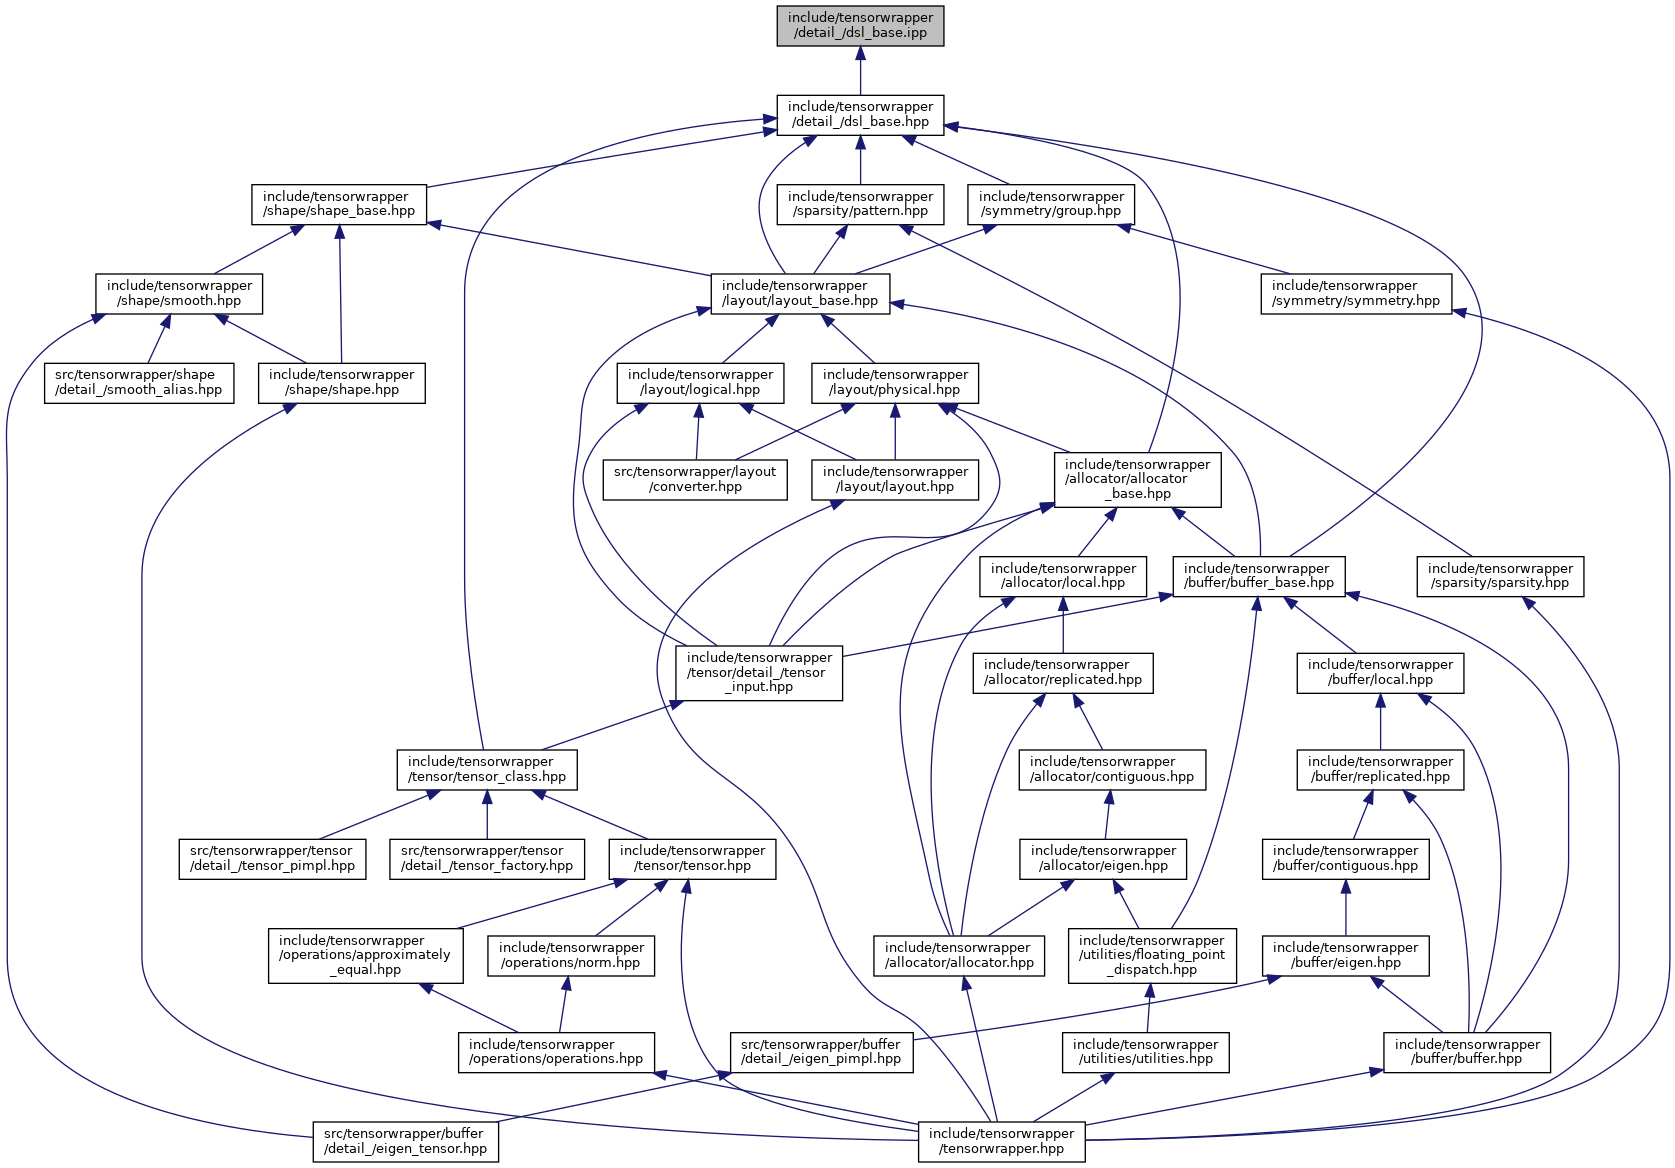 include/tensorwrapper
/detail_/dsl_base.ipp
include/tensorwrapper
/detail_/dsl_base.hpp
include/tensorwrapper
/shape/shape_base.hpp
include/tensorwrapper
/sparsity/pattern.hpp
include/tensorwrapper
/symmetry/group.hpp
include/tensorwrapper
/shape/smooth.hpp
include/tensorwrapper
/layout/layout_base.hpp
include/tensorwrapper
/symmetry/symmetry.hpp
src/tensorwrapper/shape
/detail_/smooth_alias.hpp
include/tensorwrapper
/shape/shape.hpp
include/tensorwrapper
/layout/logical.hpp
include/tensorwrapper
/layout/physical.hpp
src/tensorwrapper/layout
/converter.hpp
include/tensorwrapper
/layout/layout.hpp
include/tensorwrapper
/allocator/allocator
_base.hpp
include/tensorwrapper
/allocator/local.hpp
include/tensorwrapper
/buffer/buffer_base.hpp
include/tensorwrapper
/sparsity/sparsity.hpp
include/tensorwrapper
/tensor/detail_/tensor
_input.hpp
include/tensorwrapper
/allocator/replicated.hpp
include/tensorwrapper
/buffer/local.hpp
include/tensorwrapper
/tensor/tensor_class.hpp
include/tensorwrapper
/allocator/contiguous.hpp
include/tensorwrapper
/buffer/replicated.hpp
src/tensorwrapper/tensor
/detail_/tensor_pimpl.hpp
src/tensorwrapper/tensor
/detail_/tensor_factory.hpp
include/tensorwrapper
/tensor/tensor.hpp
include/tensorwrapper
/allocator/eigen.hpp
include/tensorwrapper
/buffer/contiguous.hpp
include/tensorwrapper
/operations/approximately
_equal.hpp
include/tensorwrapper
/operations/norm.hpp
include/tensorwrapper
/allocator/allocator.hpp
include/tensorwrapper
/utilities/floating_point
_dispatch.hpp
include/tensorwrapper
/buffer/eigen.hpp
include/tensorwrapper
/operations/operations.hpp
src/tensorwrapper/buffer
/detail_/eigen_pimpl.hpp
include/tensorwrapper
/utilities/utilities.hpp
include/tensorwrapper
/buffer/buffer.hpp
src/tensorwrapper/buffer
/detail_/eigen_tensor.hpp
include/tensorwrapper
/tensorwrapper.hpp